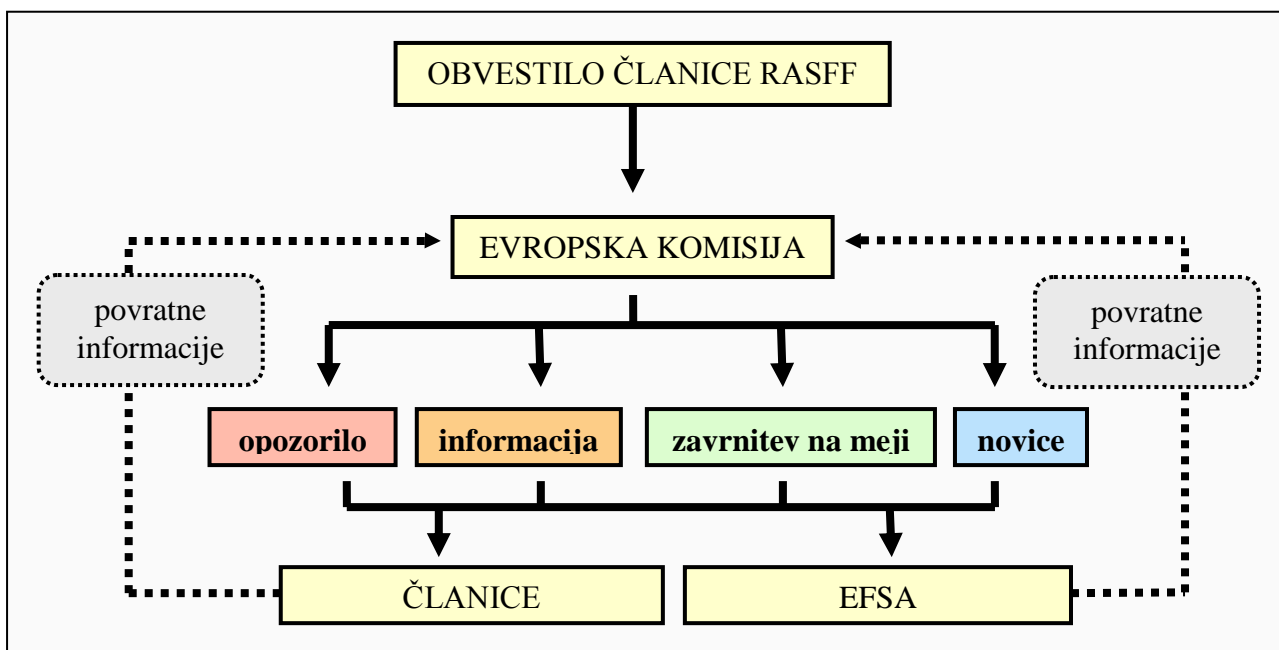 OBVESTILO ČLANICE RASFF
EVROPSKA KOMISIJA
povratne
informacije
povratne
informacije
opozorilo
informacija
zavrnitev na meji
novice
ČLANICE
EFSA